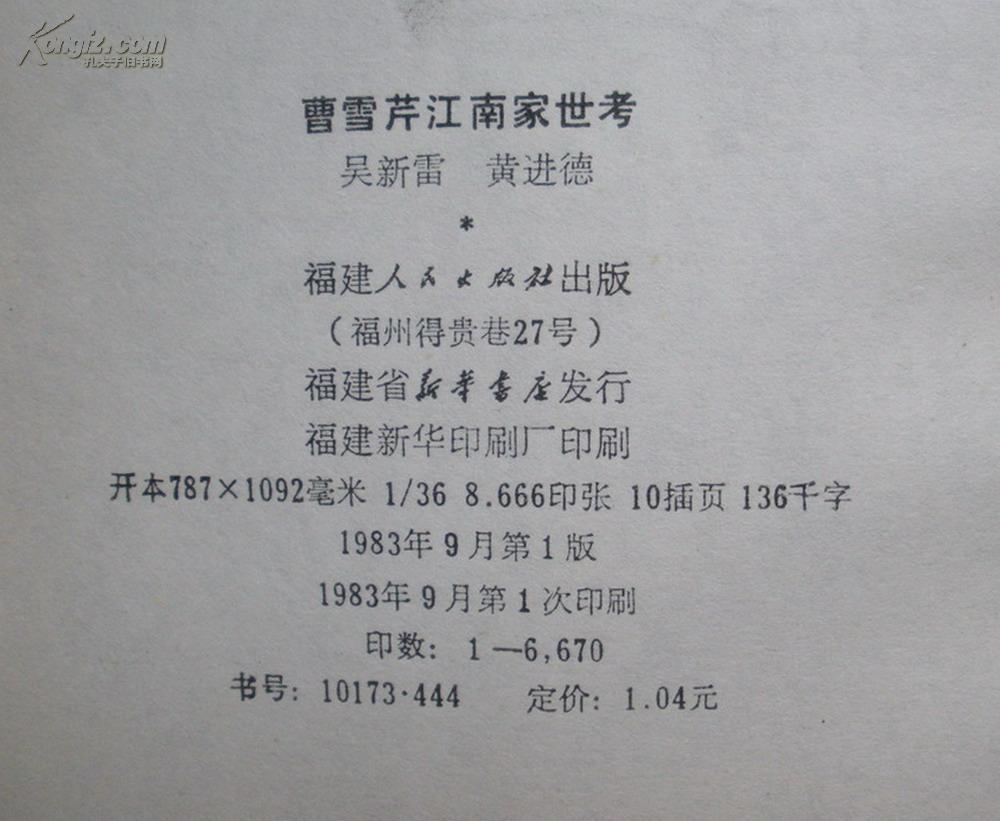 Kongfz.com
孔夫子旧书网
曹雪芹江南家世考
吴新雷 黄进德
*
福建人民出版社出版
(福州得贵巷27号)
福建省新华书店发行
福建新华印刷厂印刷
开本787×1092毫米 1/36 8.666印张 10插页 136千字
1983年9月第1版
1983年9月第1次印刷
印数：1—6,670
书号：10173·444 定价：1.04元